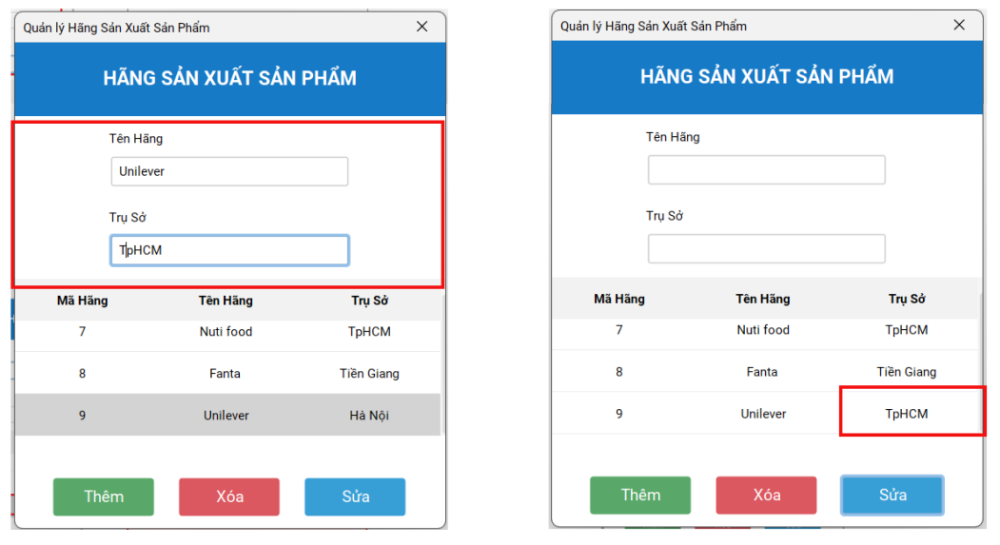 Quản lý Hãng Sản Xuất Sản Phẩm
HÃNG SẢN XUẤT SẢN PHẨM
Tên Hãng
Unilever
Trụ Sở
TpHCM
Mã Hãng Tên Hãng Trụ Sở
7 Nuti food TpHCM
8 Fanta Tiền Giang
9 Unilever Hà Nội
Thêm Xóa Sửa
Quản lý Hãng Sản Xuất Sản Phẩm
HÃNG SẢN XUẤT SẢN PHẨM
Tên Hãng
Trụ Sở
Mã Hãng Tên Hãng Trụ Sở
7 Nuti food TpHCM
8 Fanta Tiền Giang
9 Unilever TpHCM
Thêm Xóa Sửa